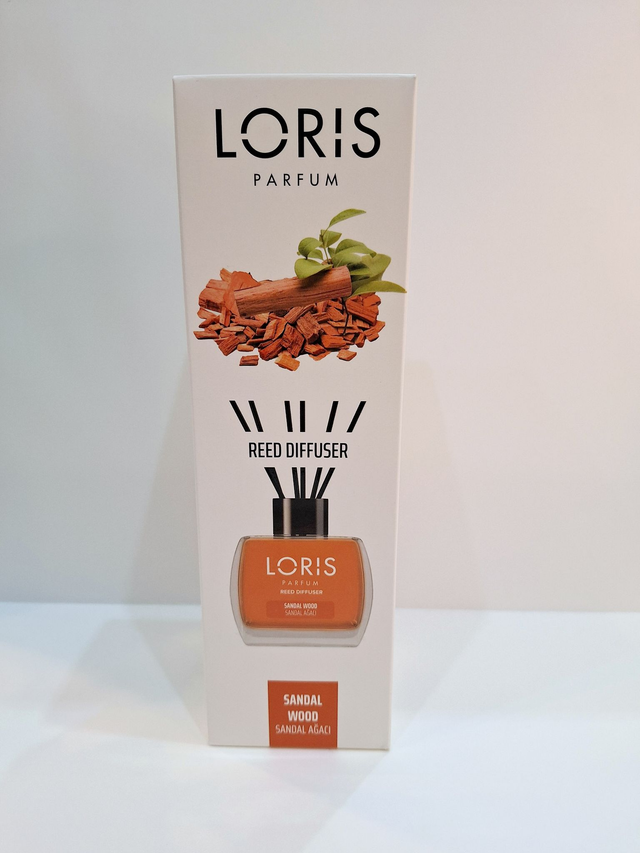 LORIS
PARFUM
REED DIFFUSER
LORIS
PARFUM
REED DIFFUSER
SANDAL WOOD
SANDAL AĞACI
SANDAL
WOOD
SANDAL AĞACI